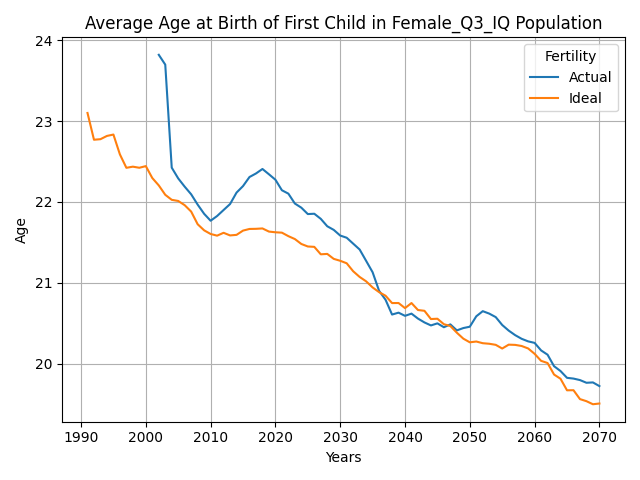 Average Age at Birth of First Child in Female_Q3_IQ Population
Fertility
Actual
Ideal
24
23
22
21
20
Age
1990 2000 2010 2020 2030 2040 2050 2060 2070
Years